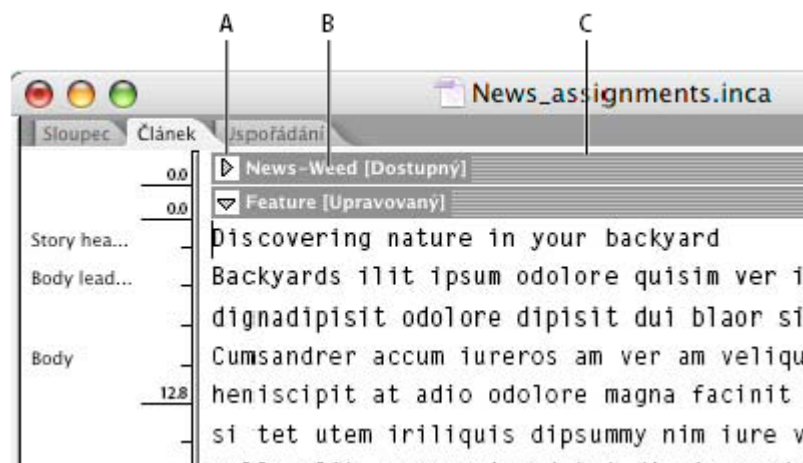 A B C
News_assignments.inca
Sloupec Článek Uspořádání
0.0 News-Weed [Dostupný]
0.0 Feature [Upravovaný]
Story hea... Discovering nature in your backyard
Body lead... Backyards ilit ipsum odolore quisim ver i
dignadipisit odolore dipisit dui blaor si
Body Cumsandrer accum iureros am ver am veliqu
12.8 heniscipit at adio odolore magna facinit
si tet utem iriliquis dipsummy nim iure v